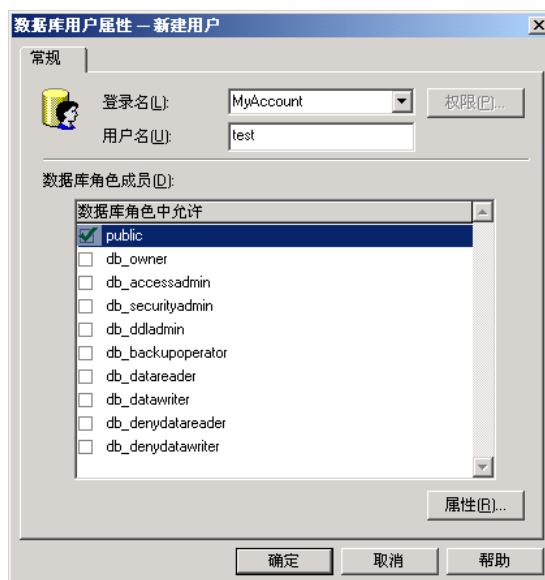 数据库用户属性 — 新建用户
常规
登录名(L): MyAccount 权限(P)...
用户名(U): test
数据库角色成员(D):
数据库角色中允许
public
db_owner
db_accessadmin
db_securityadmin
db_ddladmin
db_backupoperator
db_datareader
db_datawriter
db_denydatareader
db_denydatawriter
属性(R)...
确定 取消 帮助